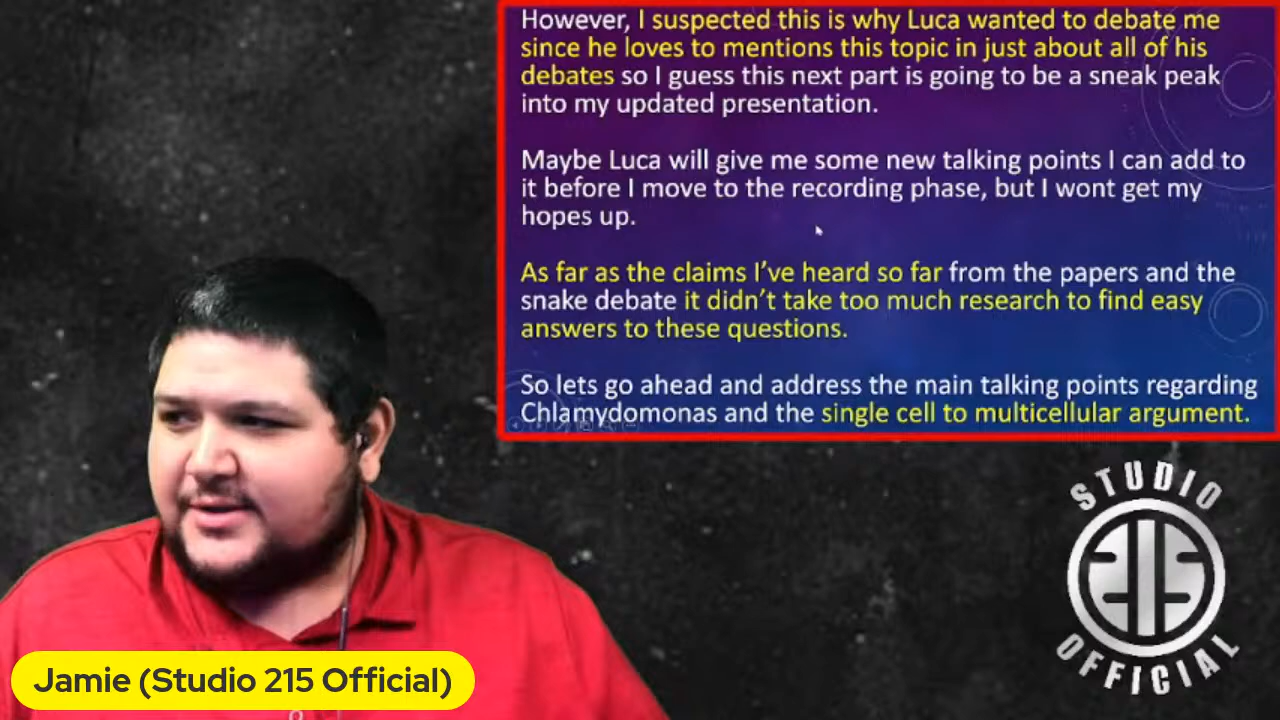 However, I suspected this is why Luca wanted to debate me
since he loves to mentions this topic in just about all of his
debates so I guess this next part is going to be a sneak peak
into my updated presentation.
Maybe Luca will give me some new talking points I can add to
it before I move to the recording phase, but I wont get my
hopes up.
As far as the claims I've heard so far from the papers and the
snake debate it didn't take too much research to find easy
answers to these questions.
So lets go ahead and address the main talking points regarding
Chlamydomonas and the single cell to multicellular argument.
STUDIO
215
OFFICIAL
Jamie (Studio 215 Official)